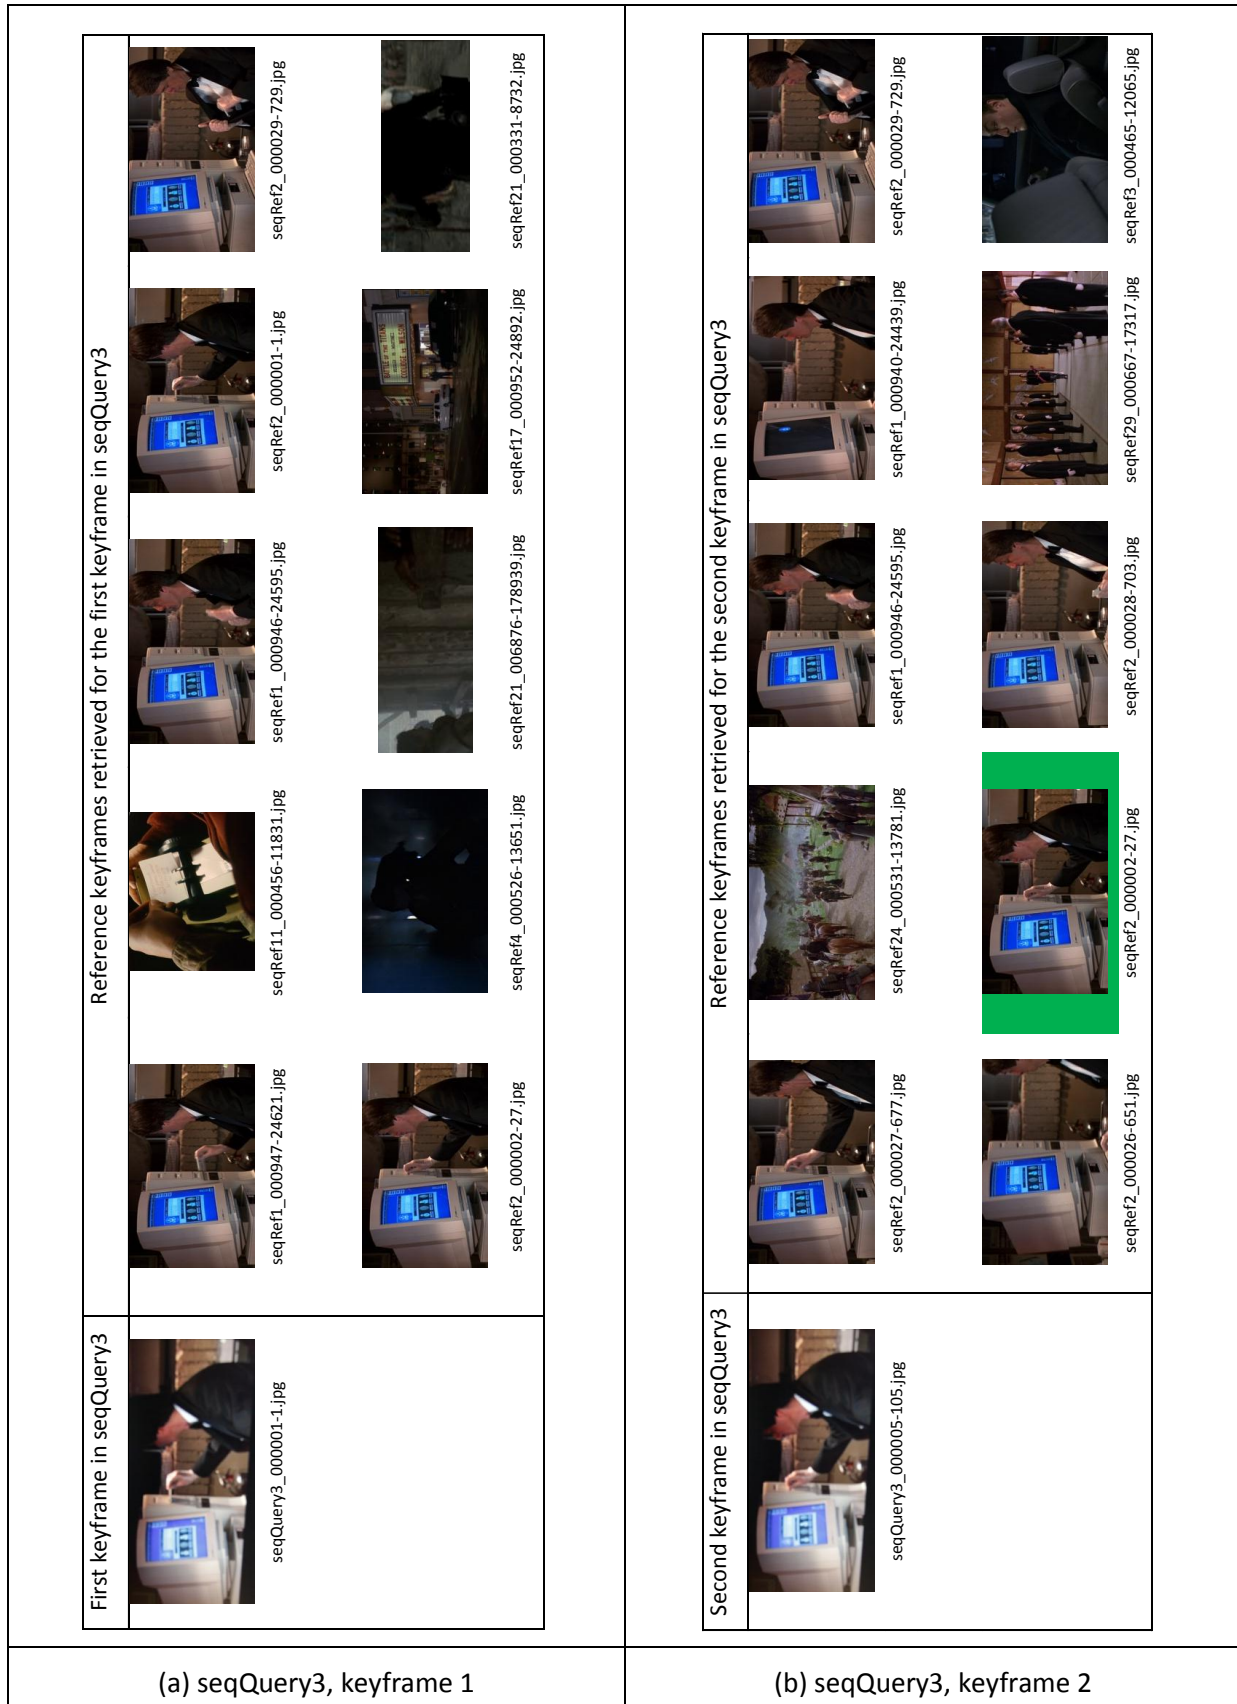 First keyframe in seqQuery3
Reference keyframes retrieved for the first keyframe in seqQuery3
seqQuery3_000001-1.jpg
seqRef1_000947-24621.jpg
seqRef11_000456-11831.jpg
seqRef1_000946-24595.jpg
seqRef2_000001-1.jpg
seqRef2_000029-729.jpg
seqRef2_000002-27.jpg
seqRef4_000526-13651.jpg
seqRef21_006876-178939.jpg
seqRef17_000952-24892.jpg
seqRef21_000331-8732.jpg
(a) seqQuery3, keyframe 1
Second keyframe in seqQuery3
Reference keyframes retrieved for the second keyframe in seqQuery3
seqQuery3_000005-105.jpg
seqRef2_000027-677.jpg
seqRef24_000531-13781.jpg
seqRef1_000946-24595.jpg
seqRef1_000940-24439.jpg
seqRef2_000029-729.jpg
seqRef2_000026-651.jpg
seqRef2_000002-27.jpg
seqRef2_000028-703.jpg
seqRef29_000667-17317.jpg
seqRef3_000465-12065.jpg
(b) seqQuery3, keyframe 2